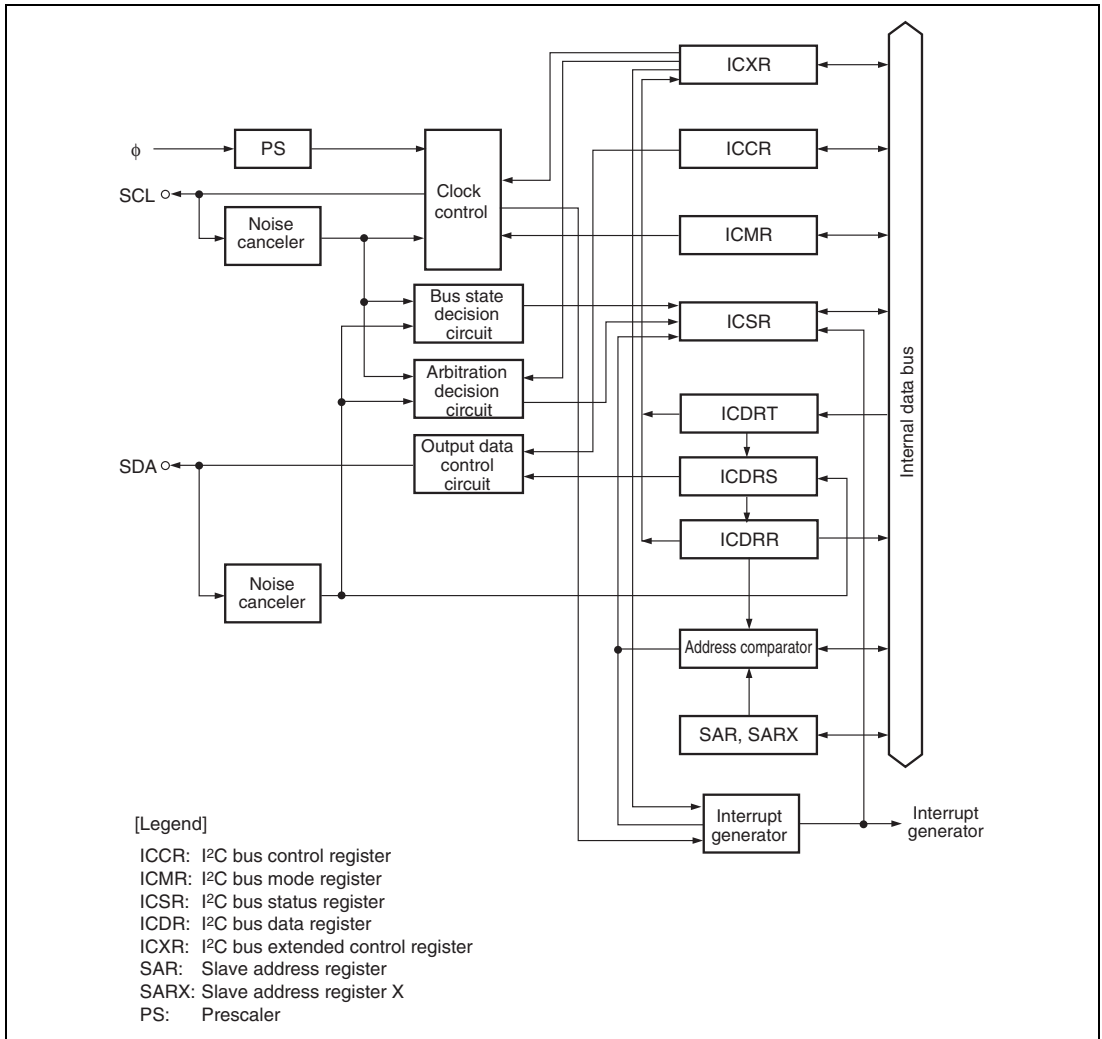 ICXR
φ
PS
ICCR
SCL
Clock
control
Noise
canceler
ICMR
Bus state
decision
circuit
ICSR
Internal data bus
Arbitration
decision
circuit
ICDRT
Output data
control
circuit
SDA
ICDRS
ICDRR
Noise
canceler
Address comparator
SAR, SARX
Interrupt
generator
Interrupt
generator
[Legend]
ICCR: I²C bus control register
ICMR: I²C bus mode register
ICSR: I²C bus status register
ICDR: I²C bus data register
ICXR: I²C bus extended control register
SAR: Slave address register
SARX: Slave address register X
PS: Prescaler